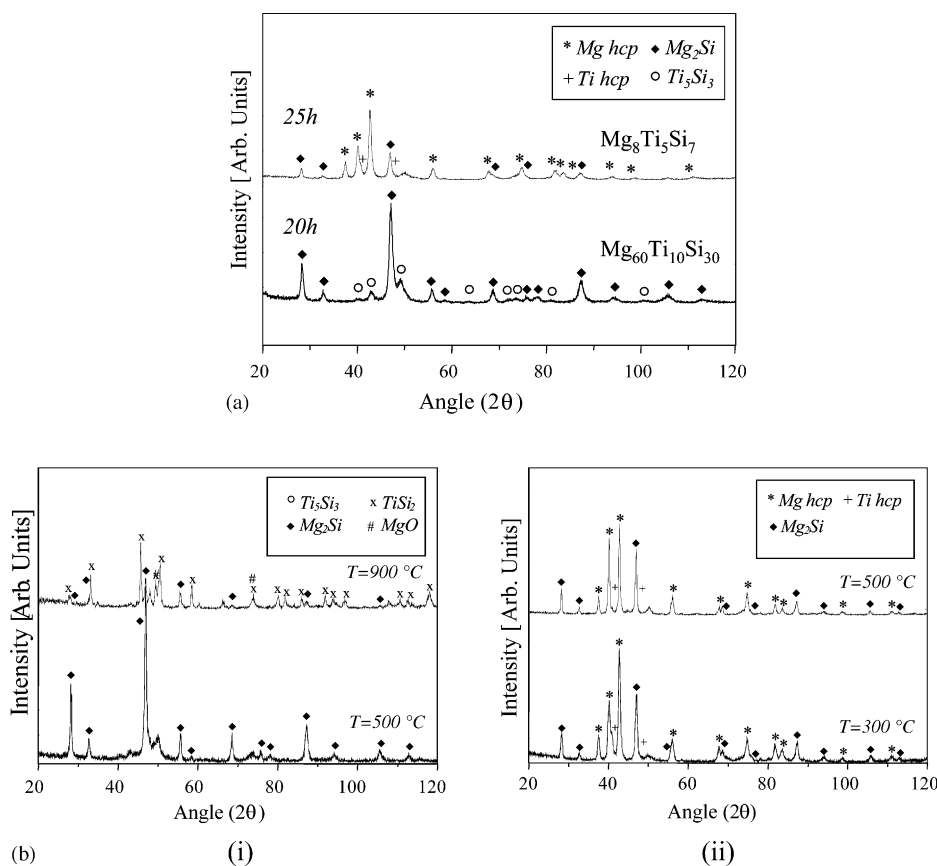 * Mg hcp ◆ Mg₂Si
+ Ti hcp ○ Ti₅Si₃
25h
Mg₈Ti₅Si₇
20h
Mg₆₀Ti₁₀Si₃₀
Intensity [ Arb. Units]
20 40 60 80 100 120
Angle (2θ)
(a)
○ Ti₅Si₃ x TiSi₂
◆ Mg₂Si # MgO
T=900 °C
T=500 °C
Intensity [Arb. Units]
20 40 60 80 100 120
Angle (2θ)
* Mg hcp + Ti hcp
◆ Mg₂Si
T=500 °C
T=300 °C
Intensity [ Arb. Units]
20 40 60 80 100 120
Angle (2θ)
(b) (i) (ii)